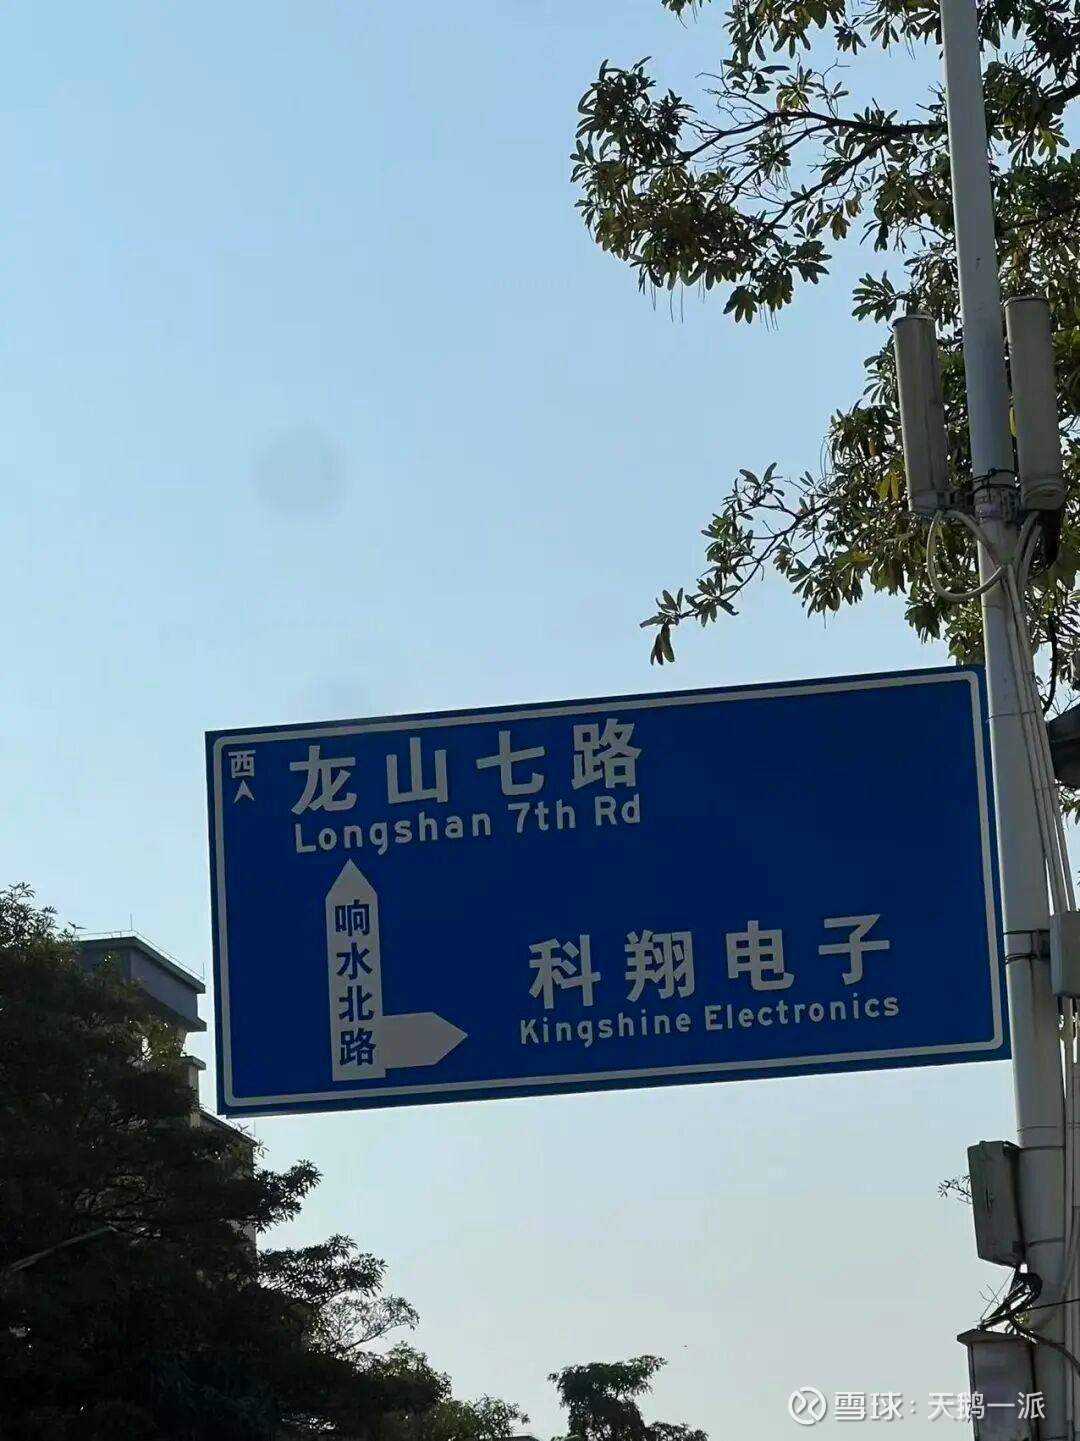 西
龙山七路
Longshan 7th Rd
响水北路
科翔电子
Kingshine Electronics
雪球：天鹅一派